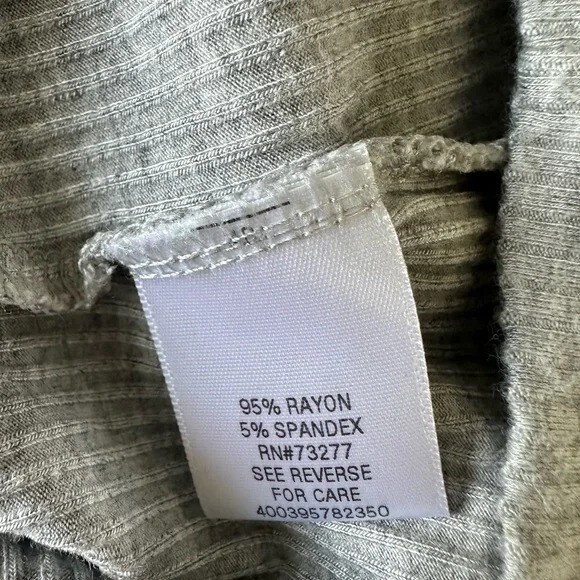 95% RAYON
5% SPANDEX
RN#73277
SEE REVERSE
FOR CARE
400395782350